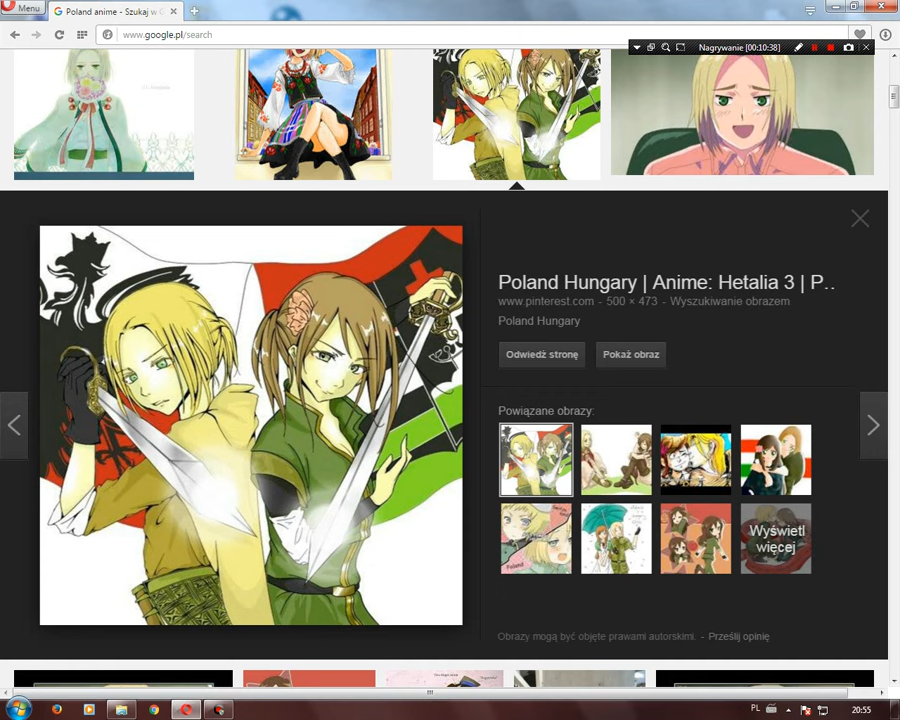 Menu
Poland anime - Szukaj w G
www.google.pl/search
Nagrywanie [00:10:38]
Poland Hungary | Anime: Hetalia 3 | P..
www.pinterest.com - 500 × 473 - Wyszukiwanie obrazem
Poland Hungary
Odwiedź stronę
Pokaż obraz
Powiązane obrazy:
Wyświetl
więcej
Obrazy mogą być objęte prawami autorskimi. - Prześlij opinię
PL
20:55